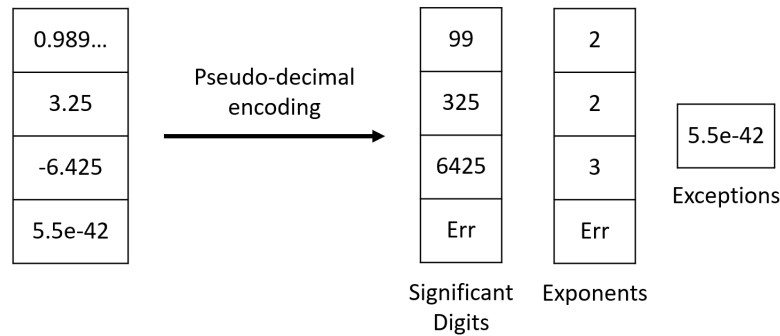 0.989...
3.25
-6.425
5.5e-42
Pseudo-decimal
encoding
99
325
6425
Err
Significant
Digits
2
2
3
Err
Exponents
5.5e-42
Exceptions